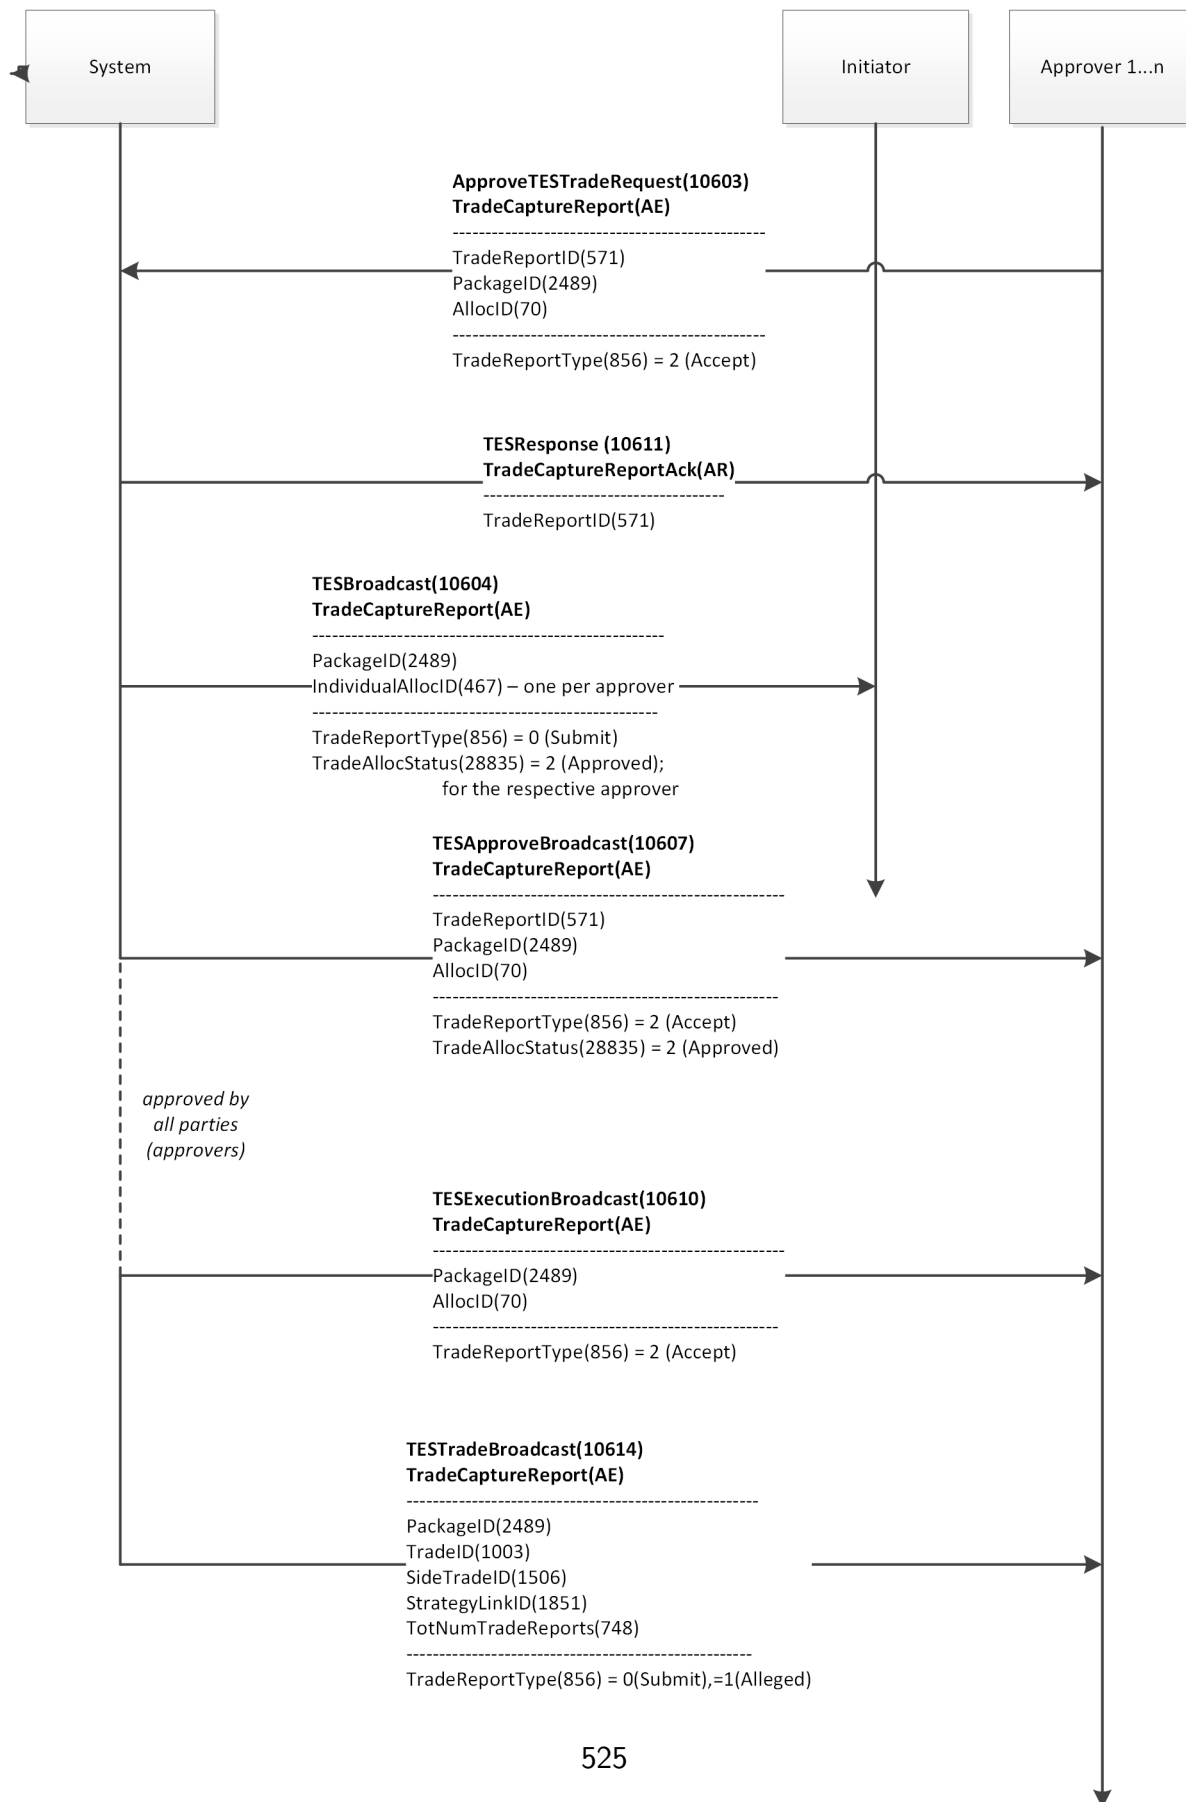 System
Initiator
Approver 1...n
ApproveTESTradeRequest(10603)
TradeCaptureReport(AE)
------------------------------------------------
TradeReportID(571)
PackageID(2489)
AllocID(70)
------------------------------------------------
TradeReportType(856) = 2 (Accept)
TESResponse (10611)
TradeCaptureReportAck(AR)
-------------------------------------
TradeReportID(571)
TESBroadcast(10604)
TradeCaptureReport(AE)
------------------------------------------------------
PackageID(2489)
IndividualAllocID(467) – one per approver
-----------------------------------------------------
TradeReportType(856) = 0 (Submit)
TradeAllocStatus(28835) = 2 (Approved);
for the respective approver
TESApproveBroadcast(10607)
TradeCaptureReport(AE)
------------------------------------------------------
TradeReportID(571)
PackageID(2489)
AllocID(70)
-----------------------------------------------------
TradeReportType(856) = 2 (Accept)
TradeAllocStatus(28835) = 2 (Approved)
approved by
all parties
(approvers)
TESExecutionBroadcast(10610)
TradeCaptureReport(AE)
------------------------------------------------------
PackageID(2489)
AllocID(70)
-----------------------------------------------------
TradeReportType(856) = 2 (Accept)
TESTradeBroadcast(10614)
TradeCaptureReport(AE)
------------------------------------------------------
PackageID(2489)
TradeID(1003)
SideTradeID(1506)
StrategyLinkID(1851)
TotNumTradeReports(748)
-----------------------------------------------------
TradeReportType(856) = 0(Submit),=1(Alleged)
525